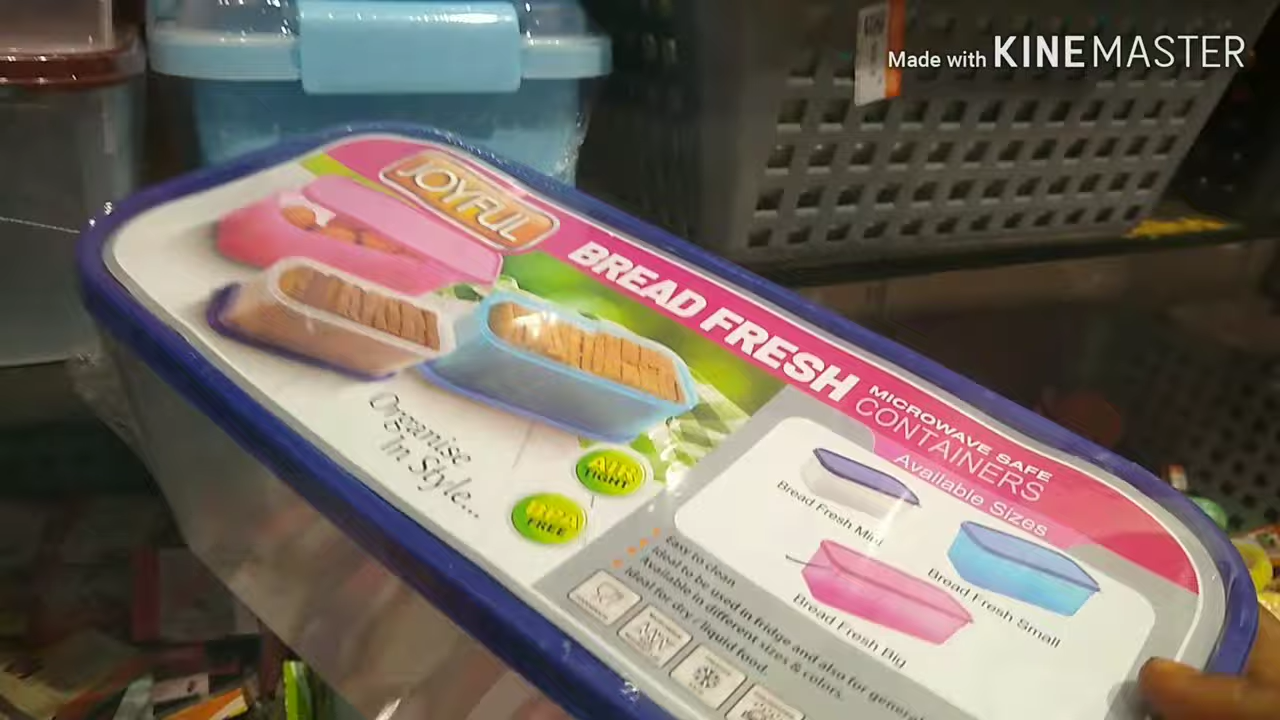 Made with KINEMASTER
JOYFUL
BREAD FRESH
MICROWAVE SAFE
CONTAINERS
Available Sizes
Organise
In Style...
AIR
TIGHT
BPA
FREE
Bread Fresh Mini
Bread Fresh Small
Bread Fresh Big
Easy to clean
Ideal to be used in fridge and also for general
Available in different sizes & colors.
Ideal for dry / liquid food.